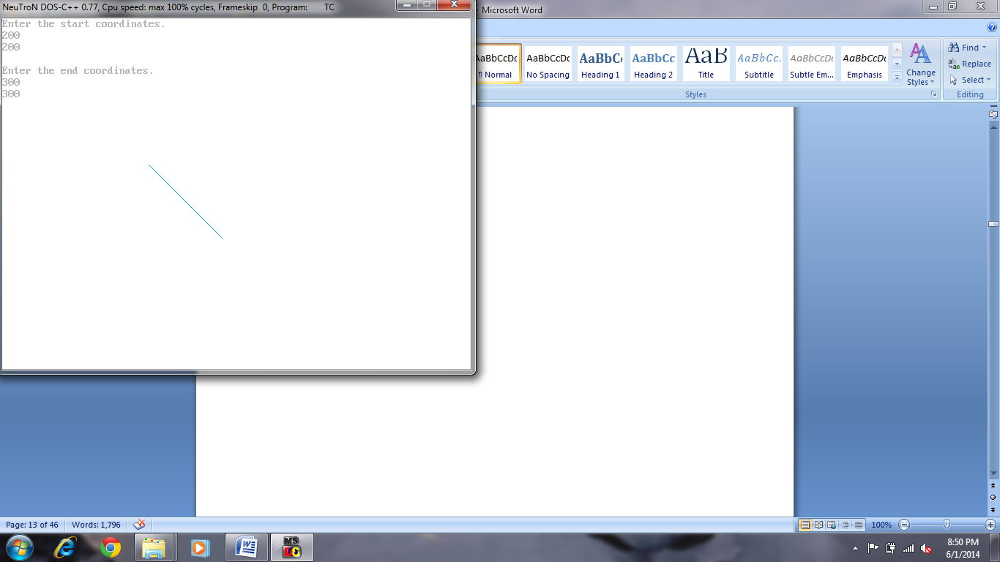 NeuTroN DOS-C++ 0.77, Cpu speed: max 100% cycles, Frameskip 0, Program: TC
- Microsoft Word
Enter the start coordinates.
200
200
Enter the end coordinates.
300
300
AaBbCcDc
AaBbCcDc
AaBbCc
AaBbCc
AaB
AaBbCc.
AaBbCcDc
AaBbCcDc
¶ Normal
No Spacing
Heading 1
Heading 2
Title
Subtitle
Subtle Em...
Emphasis
Change
Styles
Styles
Find
Replace
Select
Editing
Page: 13 of 46
Words: 1,796
100%
MS
8:50 PM
6/1/2014